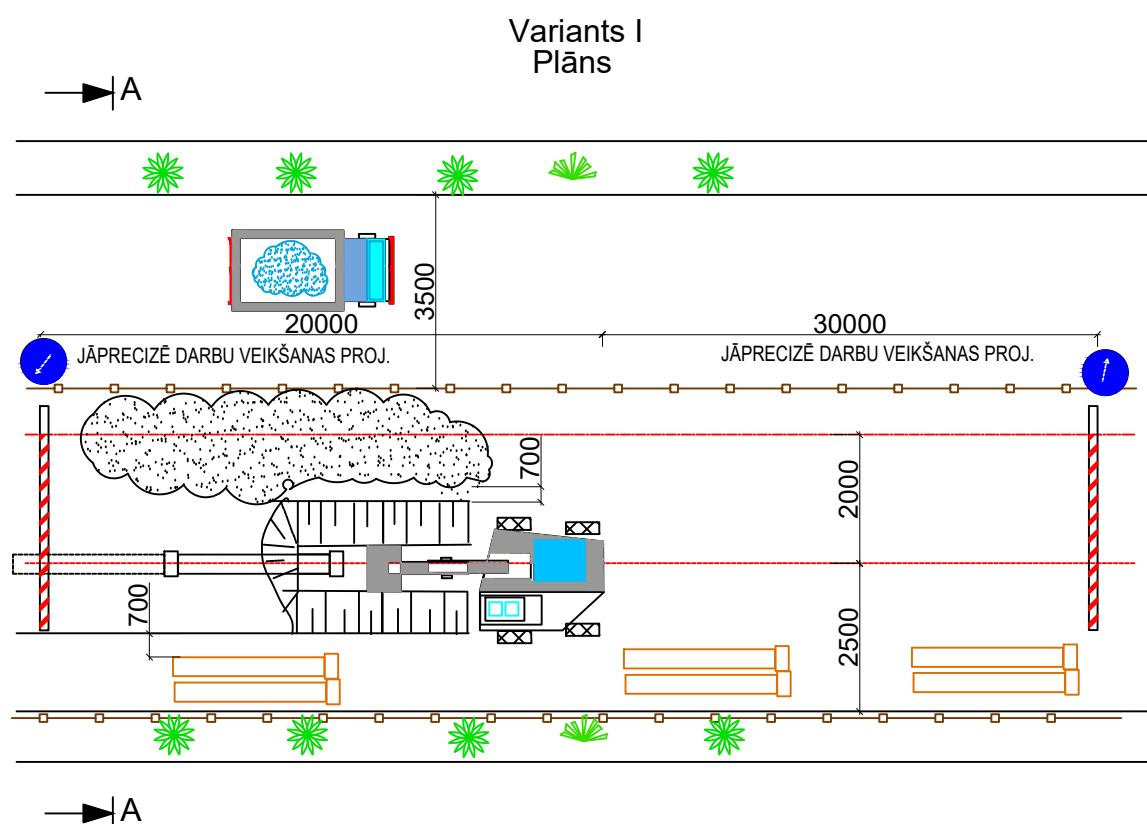 Variants I
Plāns
A
3500
20000
30000
JĀPRECIZĒ DARBU VEIKŠANAS PROJ.
JĀPRECIZĒ DARBU VEIKŠANAS PROJ.
700
2000
700
2500
A